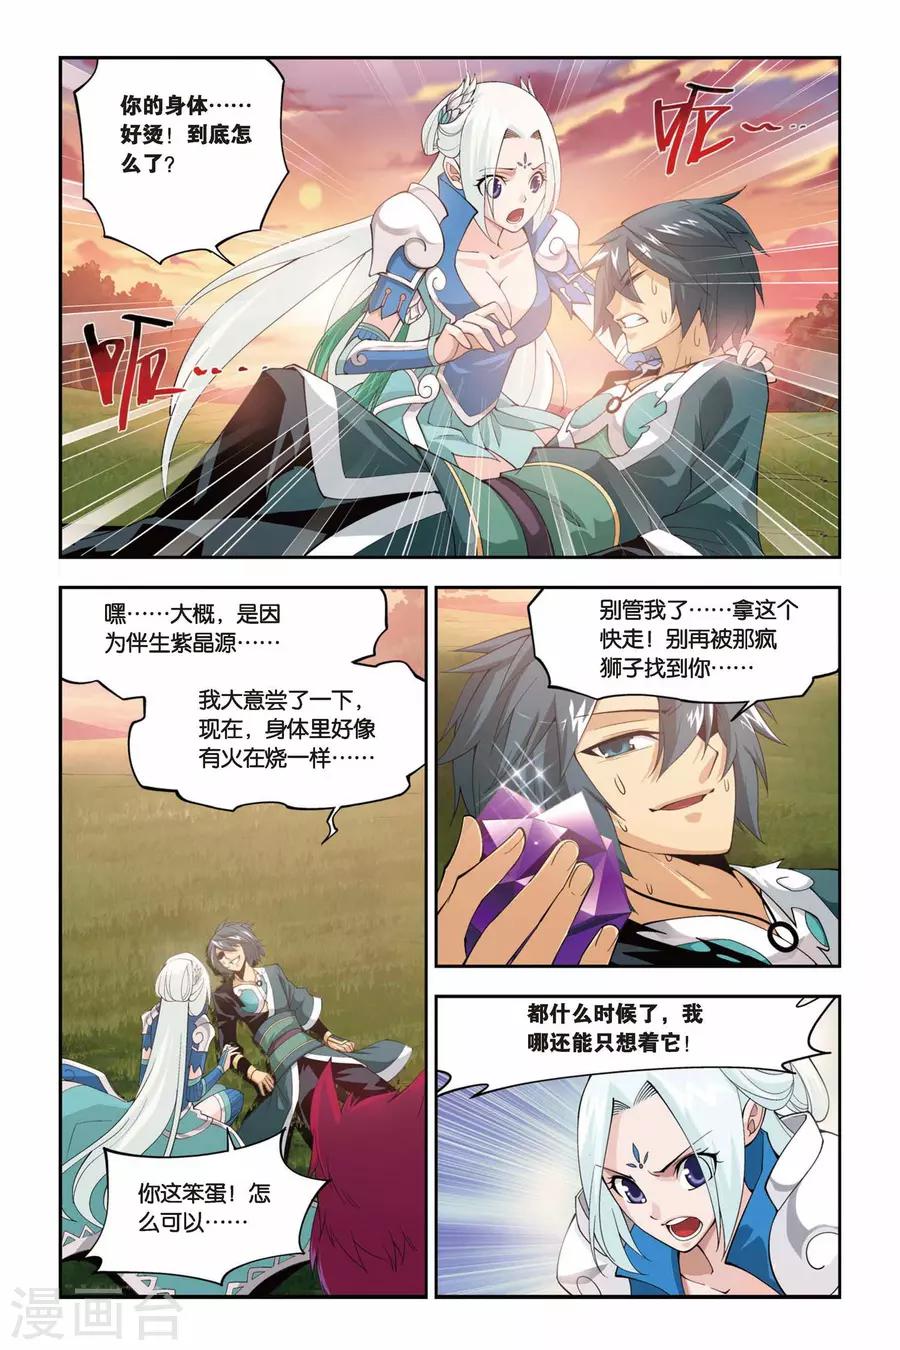 你的身体……
好烫！到底怎
么了？
呃~~
呃……
嘿……大概，是因
为伴生紫晶源……
我大意尝了一下，
现在，身体里好像
有火在烧一样……
你这笨蛋！怎
么可以……
别管我了……拿这个
快走！别再被那疯
狮子找到你……
都什么时候了，我
哪还能只想着它！
漫画台